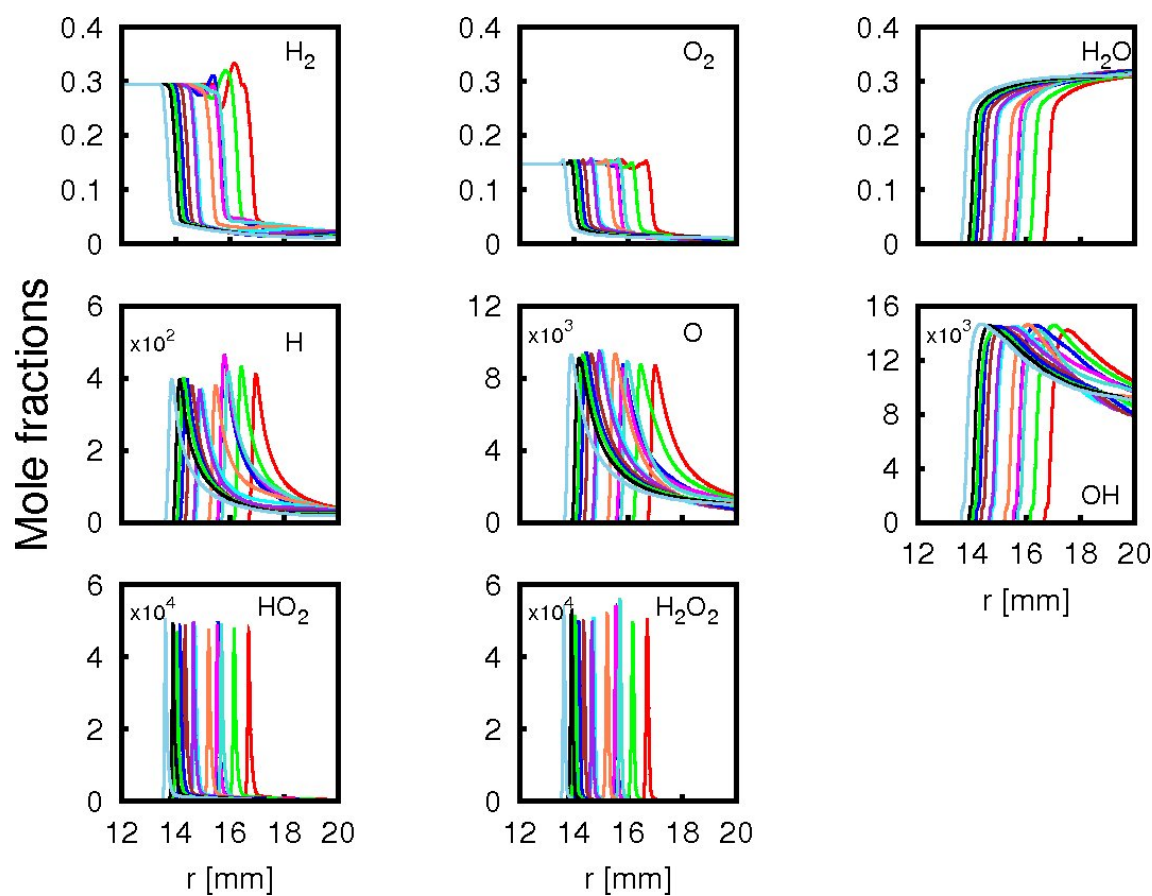 Mole fractions
0.4 0.3 0.2 0.1 0
H₂
0.4 0.3 0.2 0.1 0
O₂
0.4 0.3 0.2 0.1 0
H₂O
6 4 2 0
x10²
H
12 9 6 3 0
x10³
O
16 12 8 4 0
x10³
OH
12 14 16 18 20
r [mm]
6 4 2 0
x10⁴
HO₂
12 14 16 18 20
r [mm]
6 4 2 0
x10⁴
H₂O₂
12 14 16 18 20
r [mm]